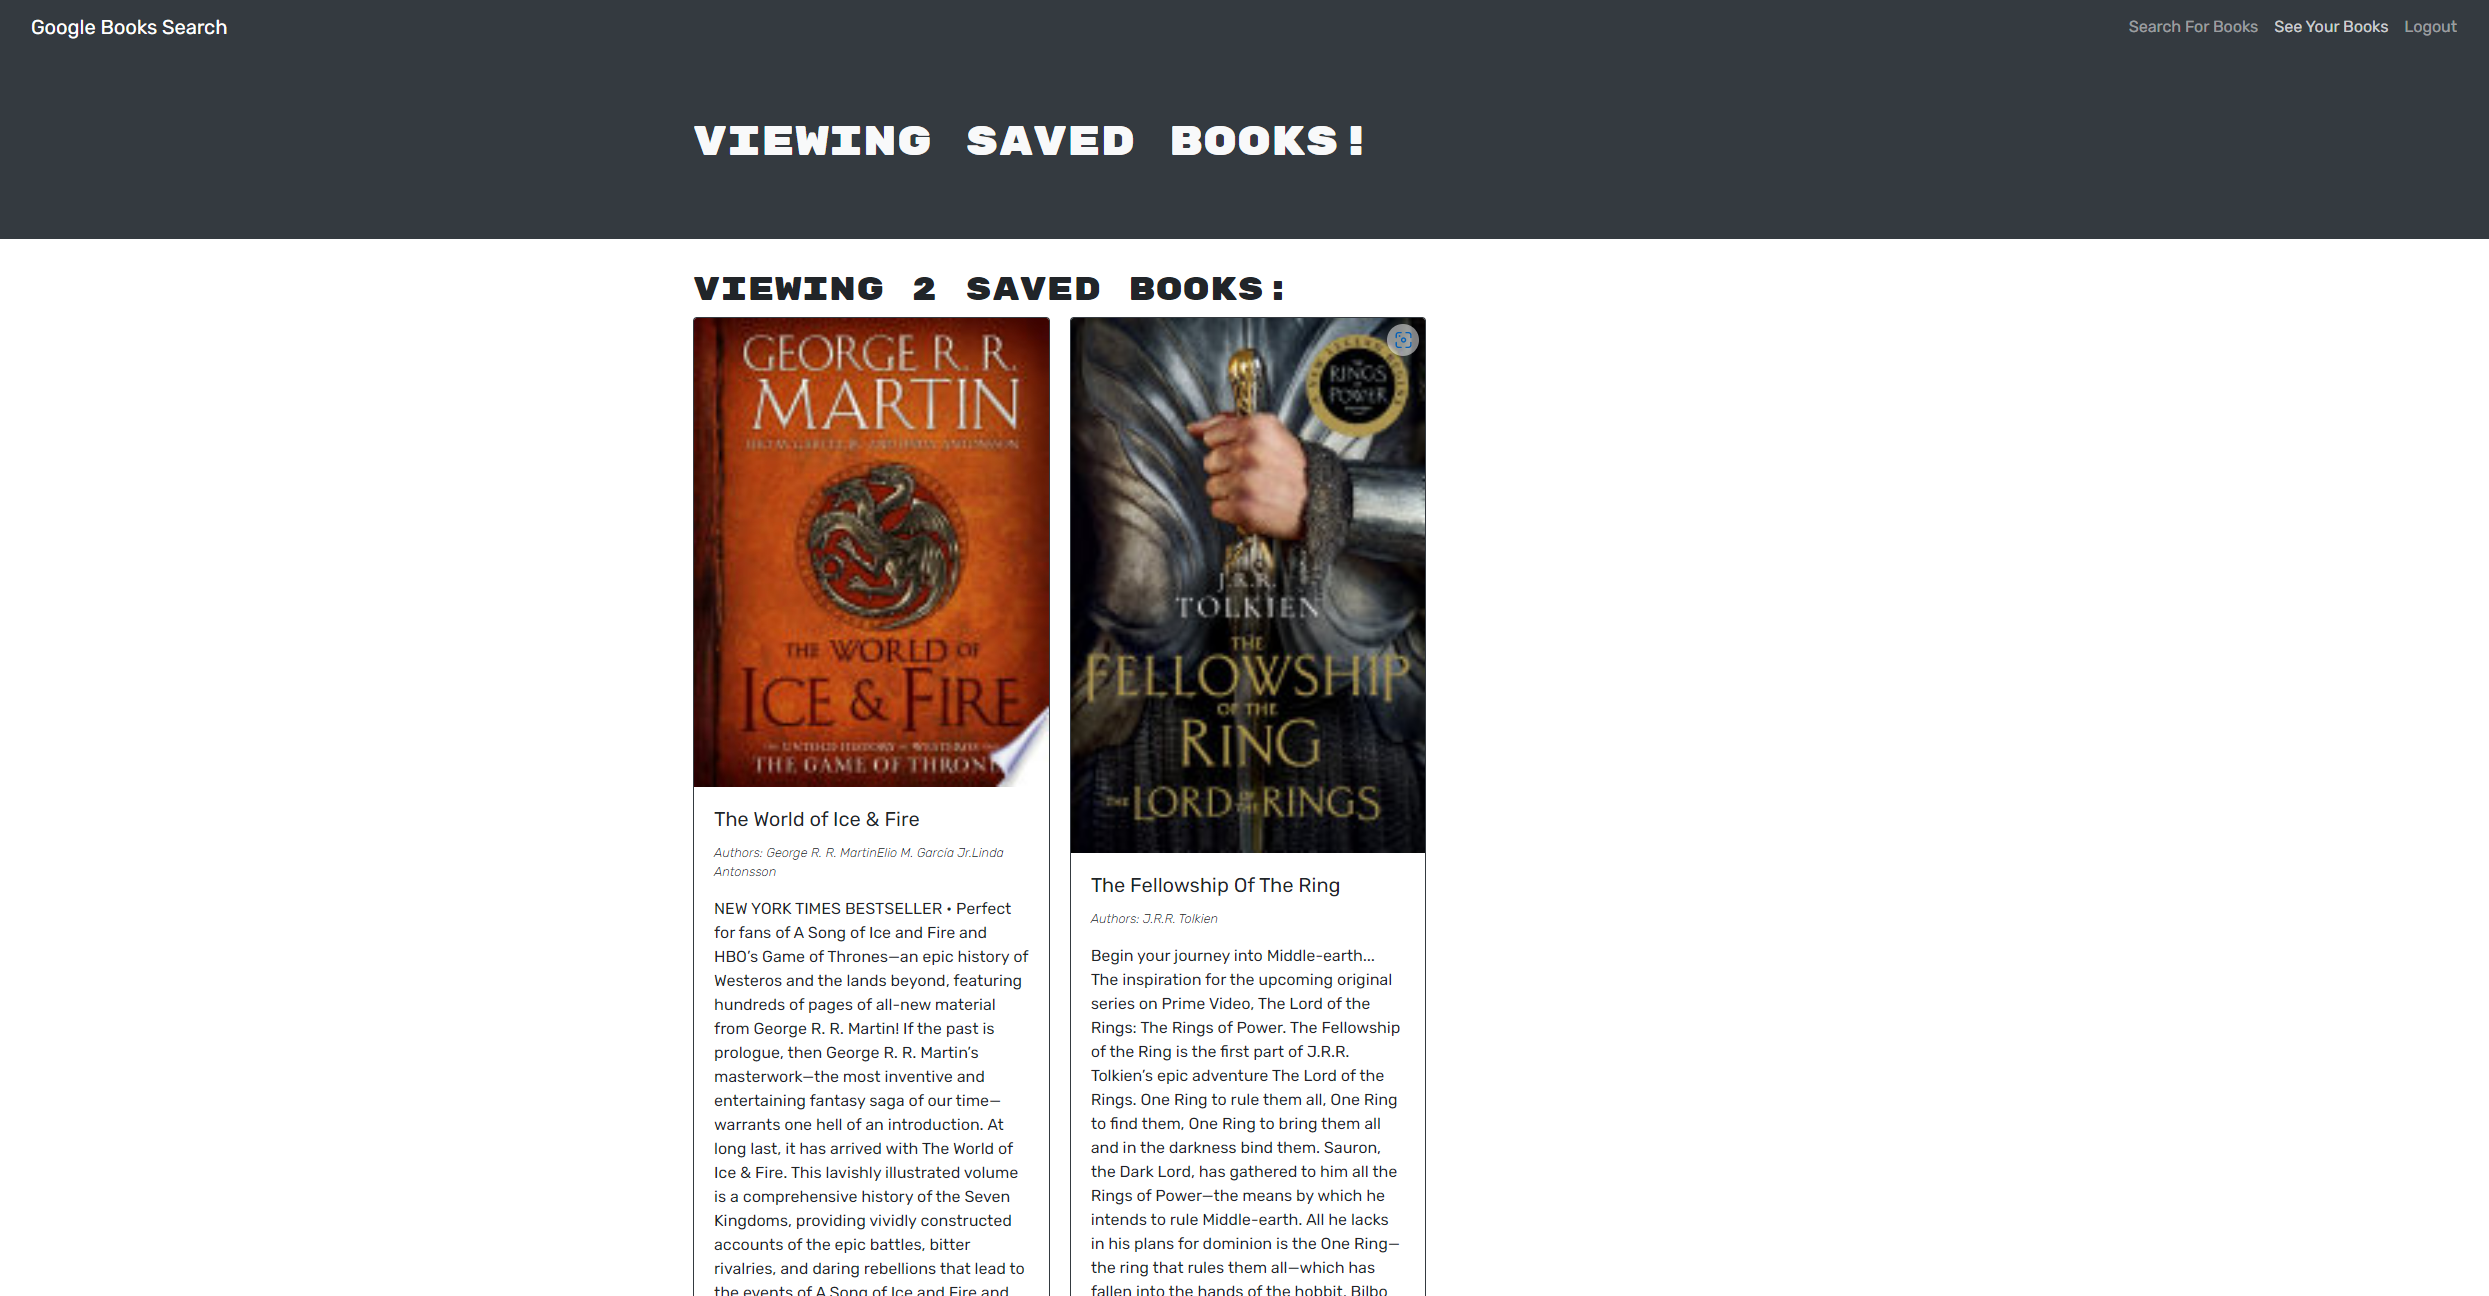 Google Books Search
Search For Books See Your Books Logout
VIEWING SAVED BOOKS!
VIEWING 2 SAVED BOOKS:
GEORGE R. R.
MARTIN
THE WORLD OF
ICE & FIRE
THE GAME OF THRON
The World of Ice & Fire
Authors: George R. R. MartinElio M. García Jr.Linda
Antonsson
NEW YORK TIMES BESTSELLER • Perfect
for fans of A Song of Ice and Fire and
HBO’s Game of Thrones—an epic history of
Westeros and the lands beyond, featuring
hundreds of pages of all-new material
from George R. R. Martin! If the past is
prologue, then George R. R. Martin’s
masterwork—the most inventive and
entertaining fantasy saga of our time—
warrants one hell of an introduction. At
long last, it has arrived with The World of
Ice & Fire. This lavishly illustrated volume
is a comprehensive history of the Seven
Kingdoms, providing vividly constructed
accounts of the epic battles, bitter
rivalries, and daring rebellions that lead to
the events of A Song of Ice and Fire and
THE
RINGS
OF
POWER
J.R.R.
TOLKIEN
THE
FELLOWSHIP
OF THE
RING
THE LORD OF THE RINGS
The Fellowship Of The Ring
Authors: J.R.R. Tolkien
Begin your journey into Middle-earth...
The inspiration for the upcoming original
series on Prime Video, The Lord of the
Rings: The Rings of Power. The Fellowship
of the Ring is the first part of J.R.R.
Tolkien’s epic adventure The Lord of the
Rings. One Ring to rule them all, One Ring
to find them, One Ring to bring them all
and in the darkness bind them. Sauron,
the Dark Lord, has gathered to him all the
Rings of Power—the means by which he
intends to rule Middle-earth. All he lacks
in his plans for dominion is the One Ring—
the ring that rules them all—which has
fallen into the hands of the hobbit, Bilbo